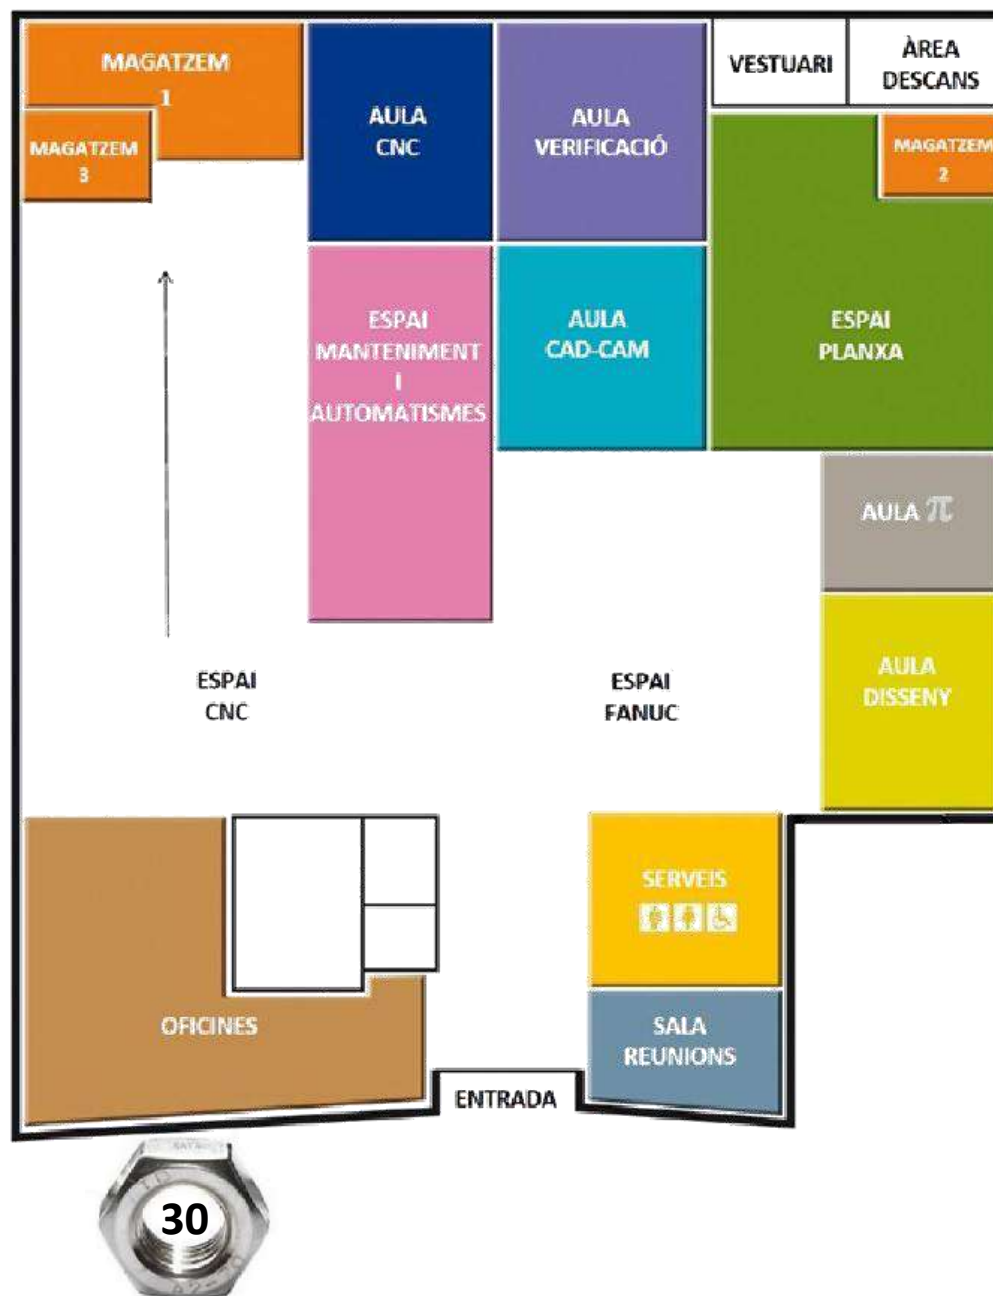 MAGATZEM
1
MAGATZEM
3
AULA
CNC
AULA
VERIFICACIÓ
VESTUARI
ÀREA
DESCANS
MAGATZEM
2
ESPAI
MANTENIMENT
I
AUTOMATISMES
AULA
CAD-CAM
ESPAI
PLANXA
AULA π
AULA
DISSENY
ESPAI
CNC
ESPAI
FANUC
SERVEIS
OFICINES
SALA
REUNIONS
ENTRADA
30